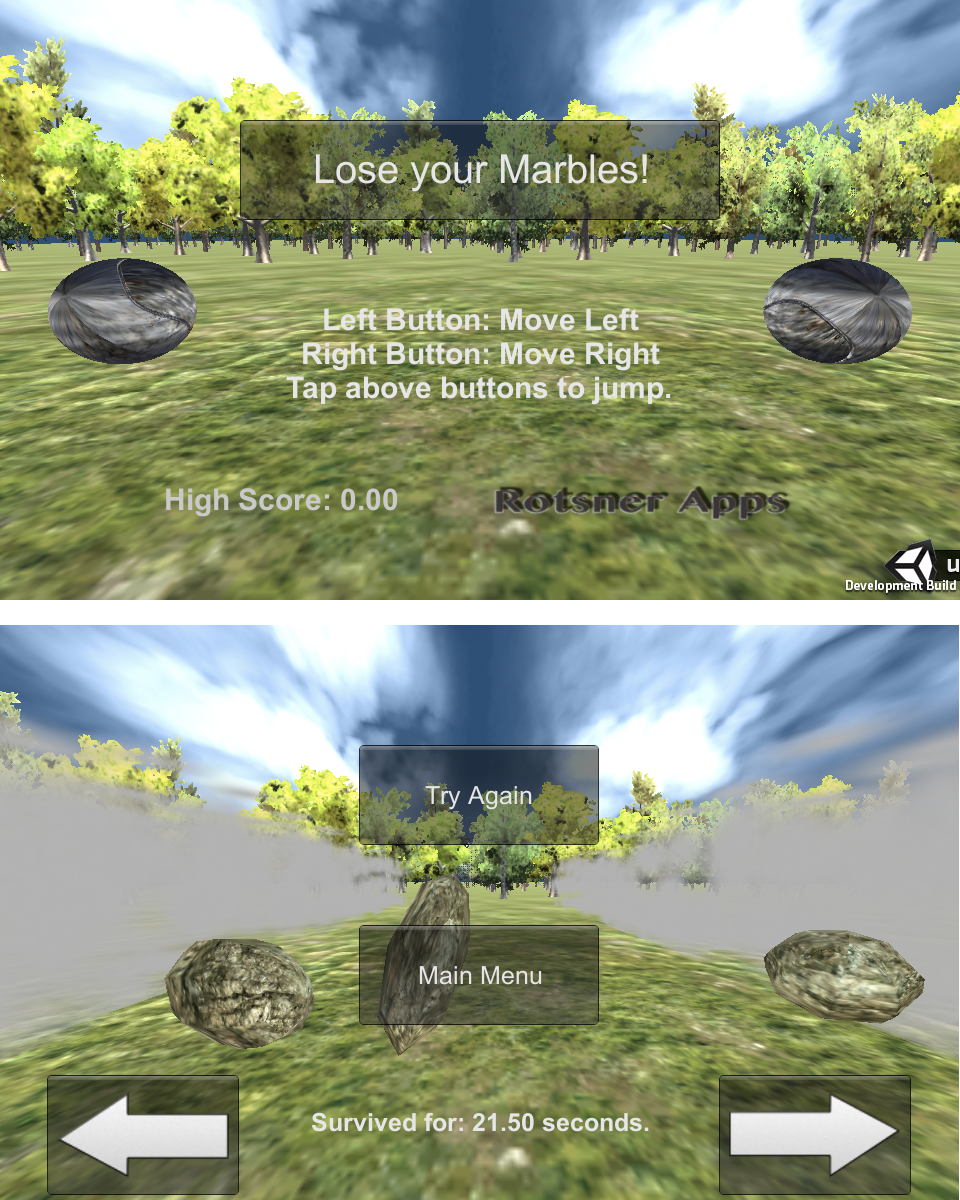 Lose your Marbles!
Left Button: Move Left
Right Button: Move Right
Tap above buttons to jump.
High Score: 0.00
Rotsner Apps
u
Development Build
Try Again
Main Menu
Survived for: 21.50 seconds.